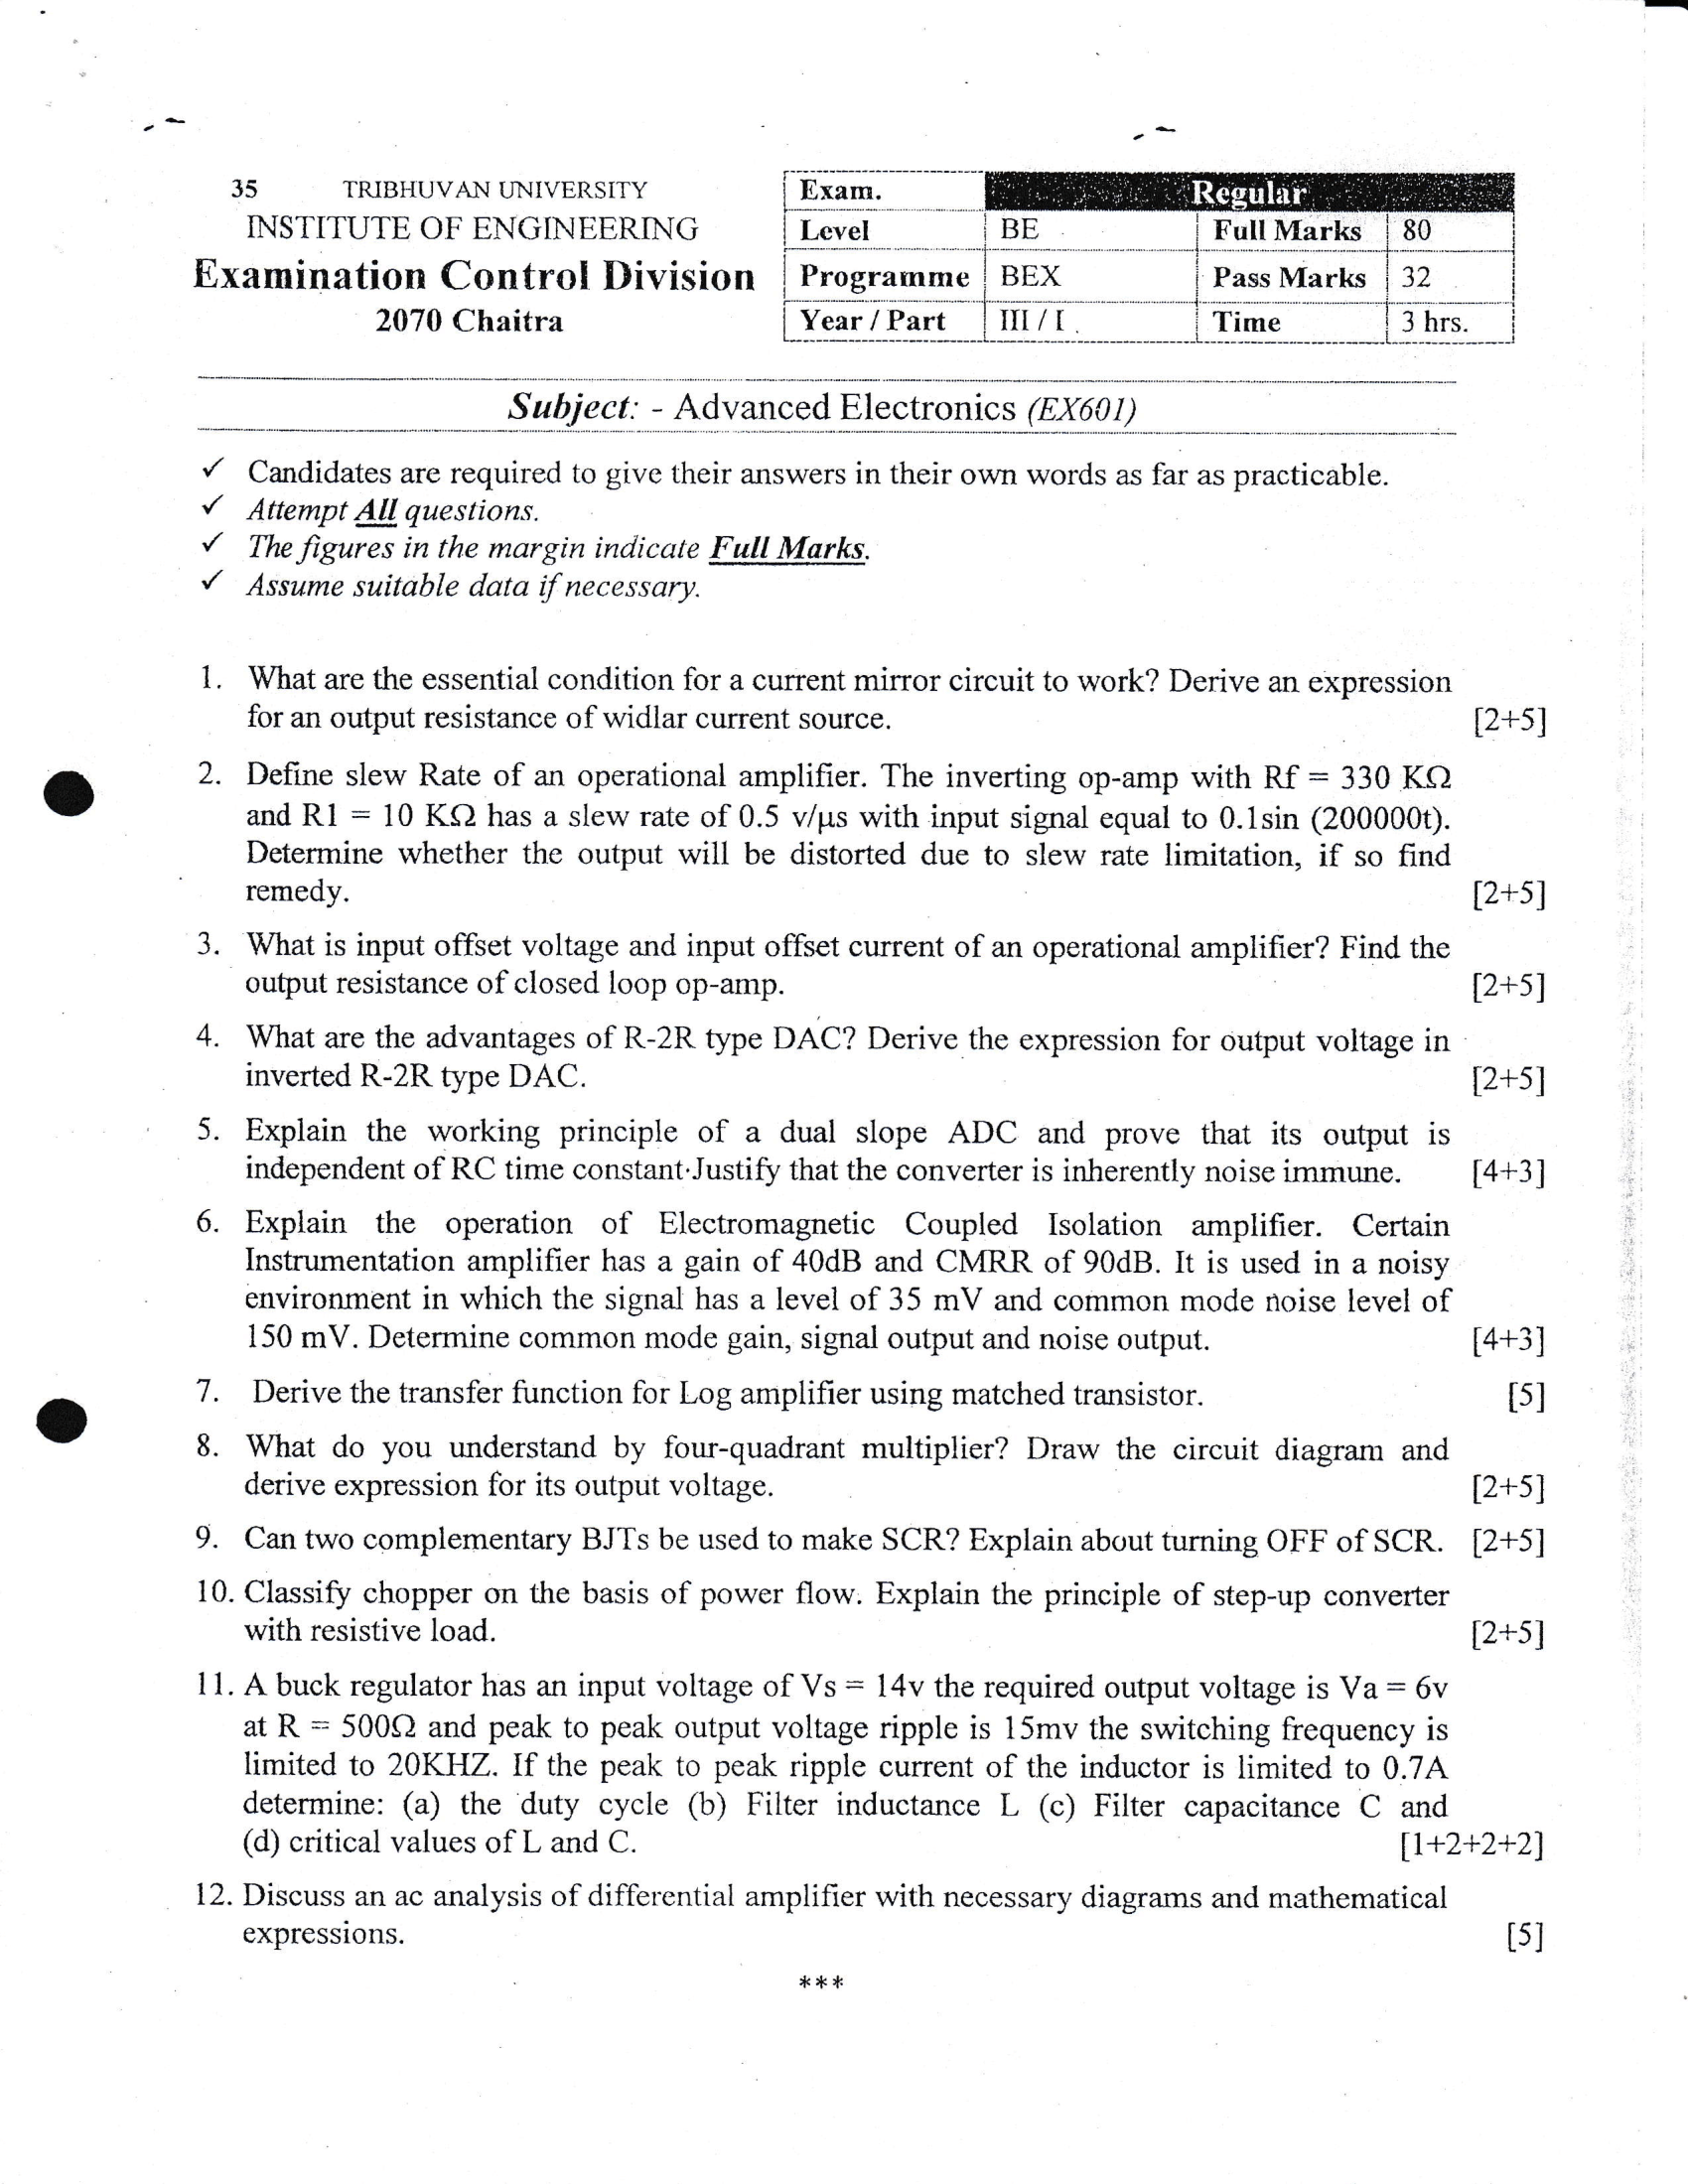 35 TRIBHUVAN UNIVERSITY
INSTITUTE OF ENGINEERING
Examination Control Division
2070 Chaitra
Exam. Regular
Level BE Full Marks 80
Programme BEX Pass Marks 32
Year / Part III / I Time 3 hrs.
Subject: - Advanced Electronics (EX601)
✓ Candidates are required to give their answers in their own words as far as practicable.
✓ Attempt All questions.
✓ The figures in the margin indicate Full Marks.
✓ Assume suitable data if necessary.
1. What are the essential condition for a current mirror circuit to work? Derive an expression
for an output resistance of widlar current source. [2+5]
2. Define slew Rate of an operational amplifier. The inverting op-amp with Rf = 330 KΩ
and R1 = 10 KΩ has a slew rate of 0.5 v/μs with input signal equal to 0.1sin (200000t).
Determine whether the output will be distorted due to slew rate limitation, if so find
remedy. [2+5]
3. What is input offset voltage and input offset current of an operational amplifier? Find the
output resistance of closed loop op-amp. [2+5]
4. What are the advantages of R-2R type DAC? Derive the expression for output voltage in
inverted R-2R type DAC. [2+5]
5. Explain the working principle of a dual slope ADC and prove that its output is
independent of RC time constant·Justify that the converter is inherently noise immune. [4+3]
6. Explain the operation of Electromagnetic Coupled Isolation amplifier. Certain
Instrumentation amplifier has a gain of 40dB and CMRR of 90dB. It is used in a noisy
environment in which the signal has a level of 35 mV and common mode noise level of
150 mV. Determine common mode gain, signal output and noise output. [4+3]
7. Derive the transfer function for Log amplifier using matched transistor. [5]
8. What do you understand by four-quadrant multiplier? Draw the circuit diagram and
derive expression for its output voltage. [2+5]
9. Can two complementary BJTs be used to make SCR? Explain about turning OFF of SCR. [2+5]
10. Classify chopper on the basis of power flow. Explain the principle of step-up converter
with resistive load. [2+5]
11. A buck regulator has an input voltage of Vs = 14v the required output voltage is Va = 6v
at R = 500Ω and peak to peak output voltage ripple is 15mv the switching frequency is
limited to 20KHZ. If the peak to peak ripple current of the inductor is limited to 0.7A
determine: (a) the duty cycle (b) Filter inductance L (c) Filter capacitance C and
(d) critical values of L and C. [1+2+2+2]
12. Discuss an ac analysis of differential amplifier with necessary diagrams and mathematical
expressions. [5]
***